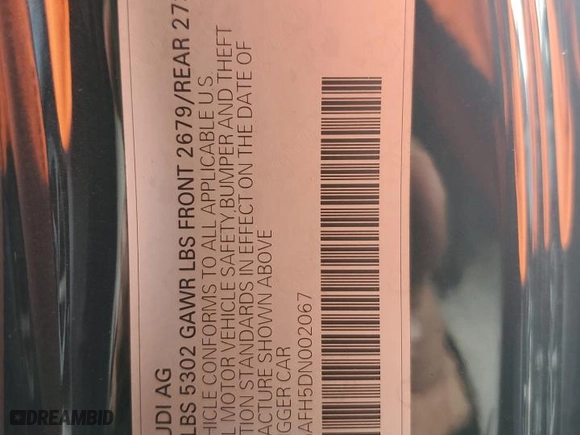 UDI AG
LBS 5302 GAWR LBS FRONT 2679/REAR 27
HICLE CONFORMS TO ALL APPLICABLE U.S.
L MOTOR VEHICLE SAFETY,BUMPER AND THEFT
TION STANDARDS IN EFFECT ON THE DATE OF
ACTURE SHOWN ABOVE
GGER CAR
AFH5DN002067
DREAMBID